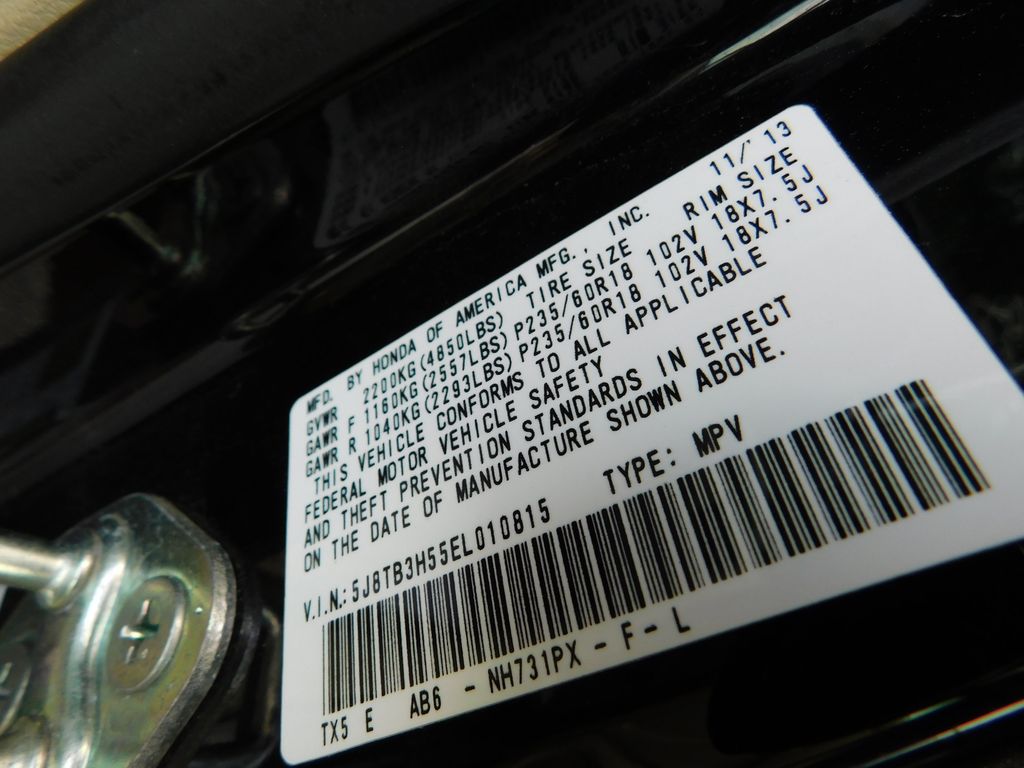 MFD. BY HONDA OF AMERICA MFG., INC. 11/'13
GVWR 2200KG(4850LBS) TIRE SIZE RIM SIZE
GAWR F 1160KG(2557LBS) P235/60R18 102V 18X7.5J
GAWR R 1040KG(2293LBS) P235/60R18 102V 18X7.5J
THIS VEHICLE CONFORMS TO ALL APPLICABLE
FEDERAL MOTOR VEHICLE SAFETY
AND THEFT PREVENTION STANDARDS IN EFFECT
ON THE DATE OF MANUFACTURE SHOWN ABOVE.
V.I.N.: 5J8TB3H55EL010815 TYPE: MPV
TX5 E AB6 - NH731PX - F - L